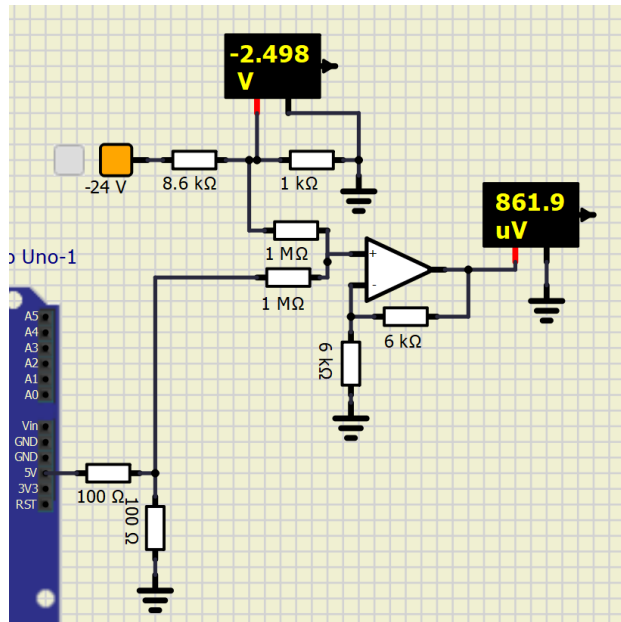 -2.498
V
-24 V
8.6 kΩ
1 kΩ
861.9
uV
1 MΩ
+
-
o Uno-1
1 MΩ
6 kΩ
6 kΩ
A5
A4
A3
A2
A1
A0
Vin
GND
GND
5V
3V3
RST
100 Ω
100 Ω